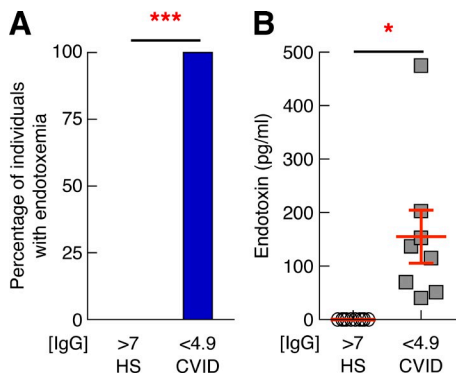 A
***
Percentage of individuals
with endotoxemia
100
75
50
25
0
[IgG] >7 <4.9
HS CVID
B
*
Endotoxin (pg/ml)
500
400
300
200
100
0
[IgG] >7 <4.9
HS CVID